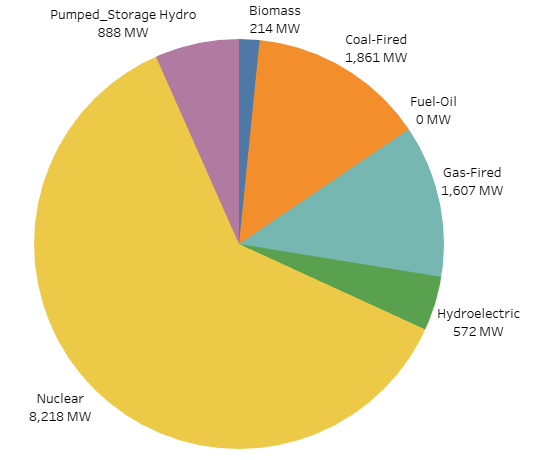 Pumped_Storage Hydro
888 MW
Biomass
214 MW
Coal-Fired
1,861 MW
Fuel-Oil
0 MW
Gas-Fired
1,607 MW
Hydroelectric
572 MW
Nuclear
8,218 MW